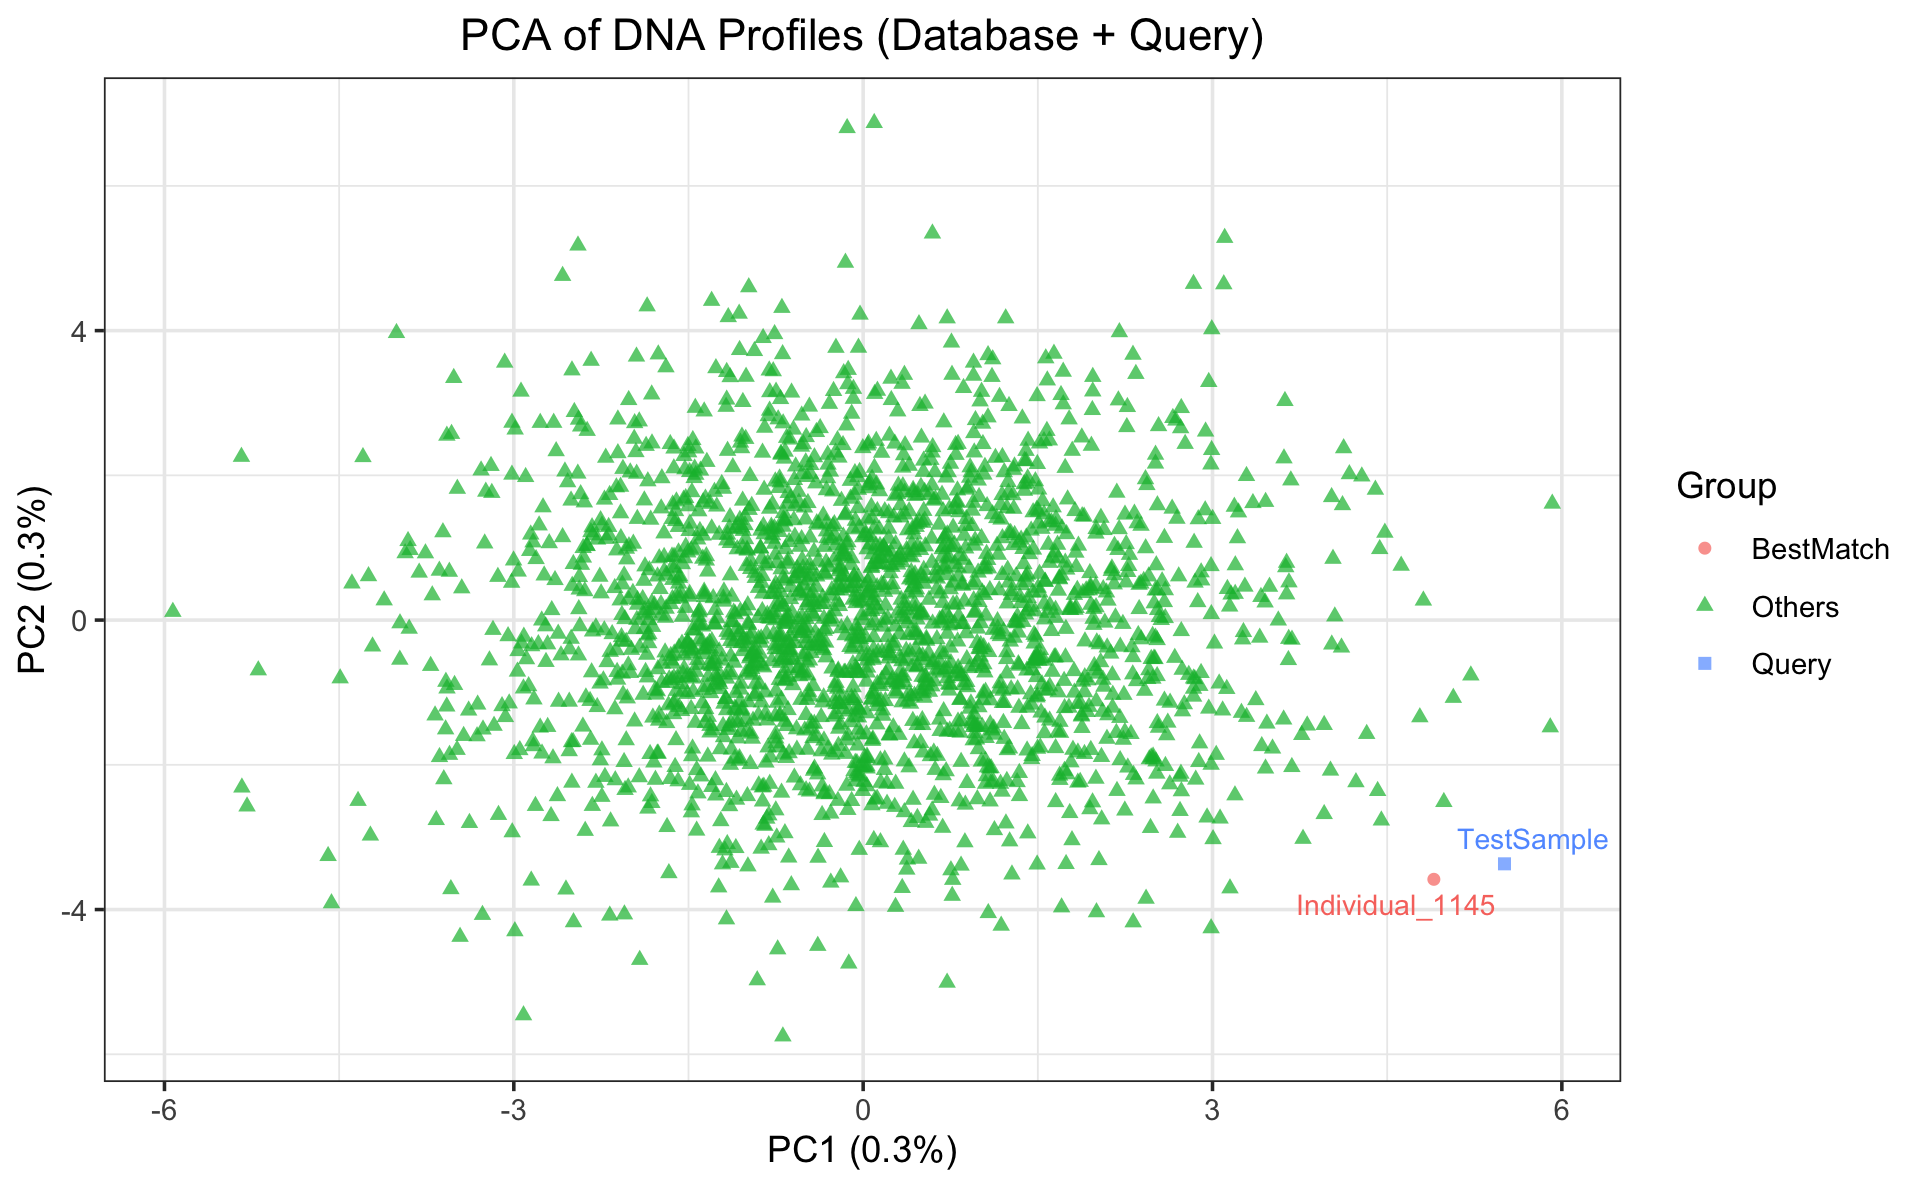 PCA of DNA Profiles (Database + Query)
PC2 (0.3%)
4
0
-4
TestSample
Individual_1145
-6
-3
0
3
6
PC1 (0.3%)
Group
BestMatch
Others
Query